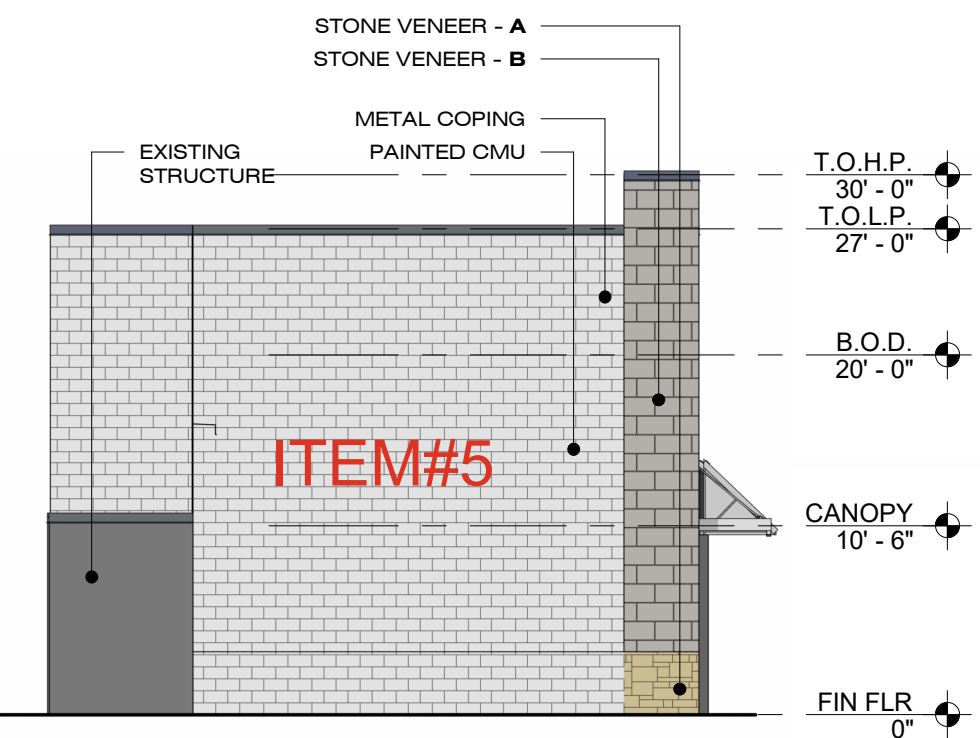 STONE VENEER - A
STONE VENEER - B
METAL COPING
PAINTED CMU
EXISTING
STRUCTURE
T.O.H.P.
30' - 0"
T.O.L.P.
27' - 0"
B.O.D.
20' - 0"
ITEM#5
CANOPY
10' - 6"
FIN FLR
0"